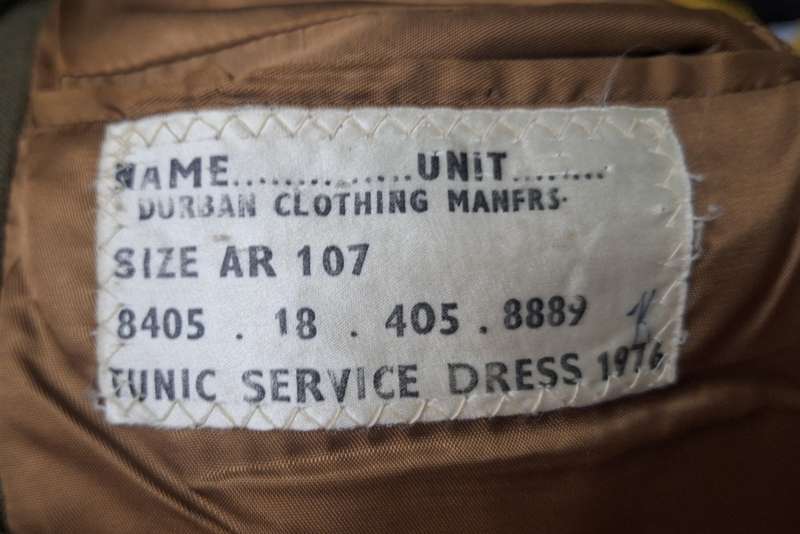 NAME..............UNIT........
DURBAN CLOTHING MANFRS.
SIZE AR 107
8405 . 18 . 405 . 8889
TUNIC SERVICE DRESS 1976